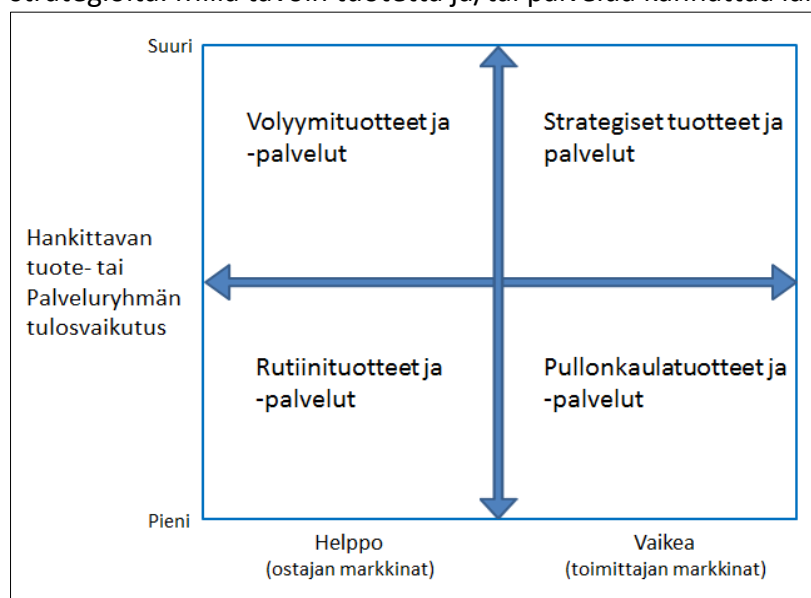 Suuri
Volyymituotteet ja
-palvelut
Strategiset tuotteet ja
palvelut
Hankittavan
tuote- tai
Palveluryhmän
tulosvaikutus
Rutiinituotteet ja
-palvelut
Pullonkaulatuotteet ja
-palvelut
Pieni
Helppo
(ostajan markkinat)
Vaikea
(toimittajan markkinat)